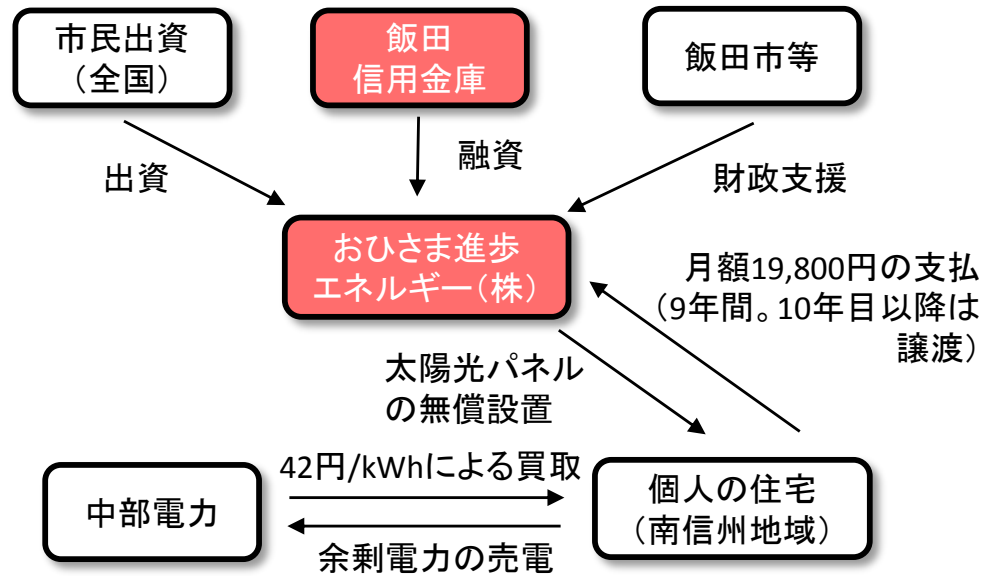 市民出資
（全国）
飯田
信用金庫
飯田市等
出資
融資
財政支援
おひさま進歩
エネルギー（株）
月額19,800円の支払
（9年間。10年目以降は
譲渡）
太陽光パネル
の無償設置
42円/kWhによる買取
中部電力
個人の住宅
（南信州地域）
余剰電力の売電